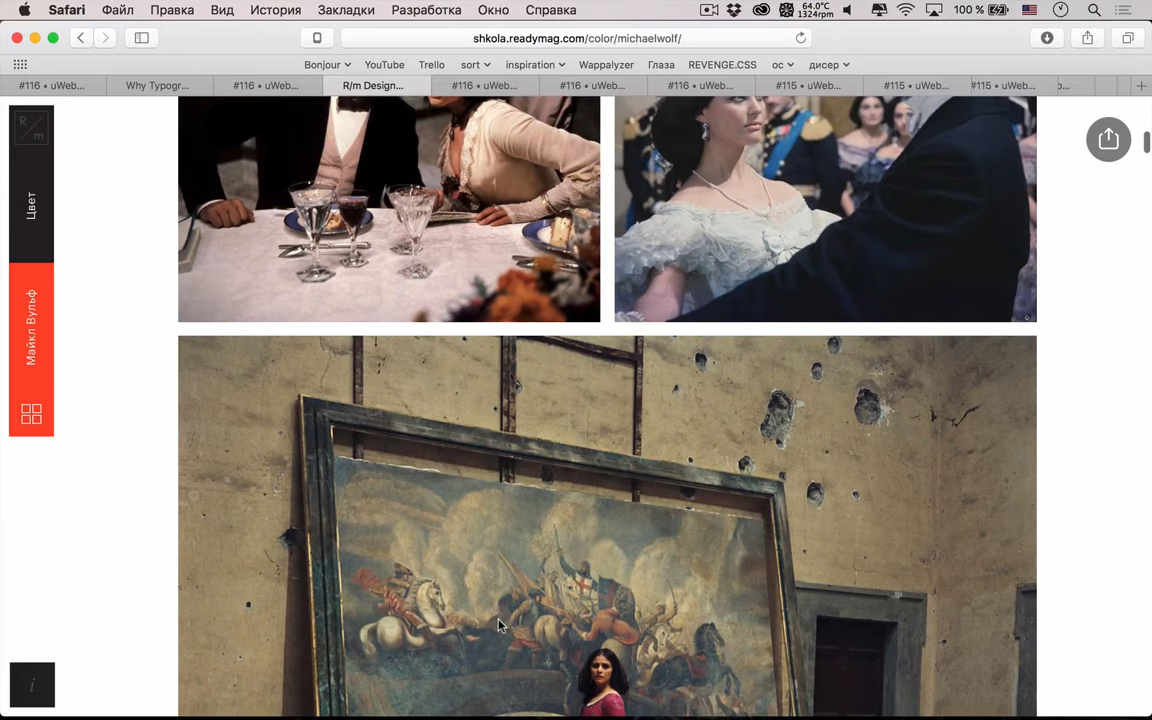 Safari Файл Правка Вид История Закладки Разработка Окно Справка 64.0°C 1324rpm 100 %
shkola.readymag.com/color/michaelwolf/
Bonjour YouTube Trello sort inspiration Wappalyzer Глаза REVENGE.CSS ос дисер
#116 • uWeb... Why Typogr... #116 • uWeb... R/m Design... #116 • uWeb... #116 • uWeb... #116 • uWeb... #115 • uWeb... #115 • uWeb... #115 • uWeb...
R/m
Цвет
Майкл Вульф
i